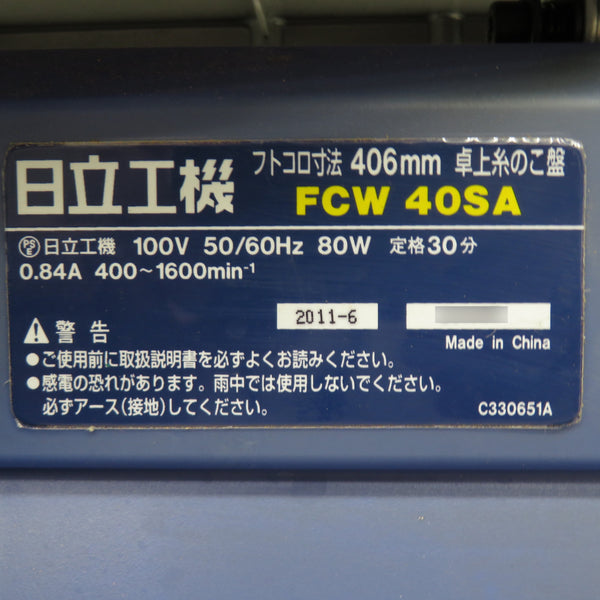 日立工機
フトコロ寸法 406mm 卓上糸のこ盤
FCW 40SA
PSE 日立工機 100V 50/60Hz 80W 定格30分
0.84A 400～1600min⁻¹
2011-6
Made in China
警告
●ご使用前に取扱説明書を必ずよくお読みください。
●感電の恐れがあります。雨中では使用しないでください。
必ずアース(接地)してください。
C330651A